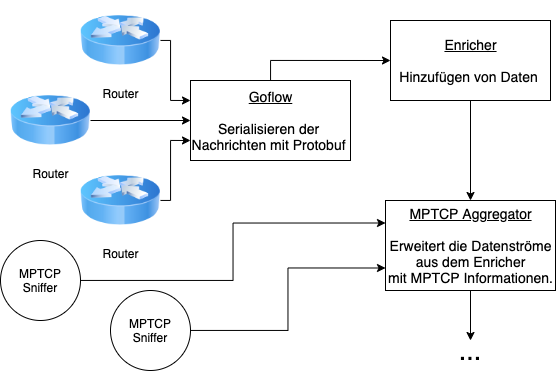 Router
Router
Router
Goflow
Serialisieren der
Nachrichten mit Protobuf
Enricher
Hinzufügen von Daten
MPTCP Aggregator
Erweitert die Datenströme
aus dem Enricher
mit MPTCP Informationen.
MPTCP
Sniffer
MPTCP
Sniffer
...